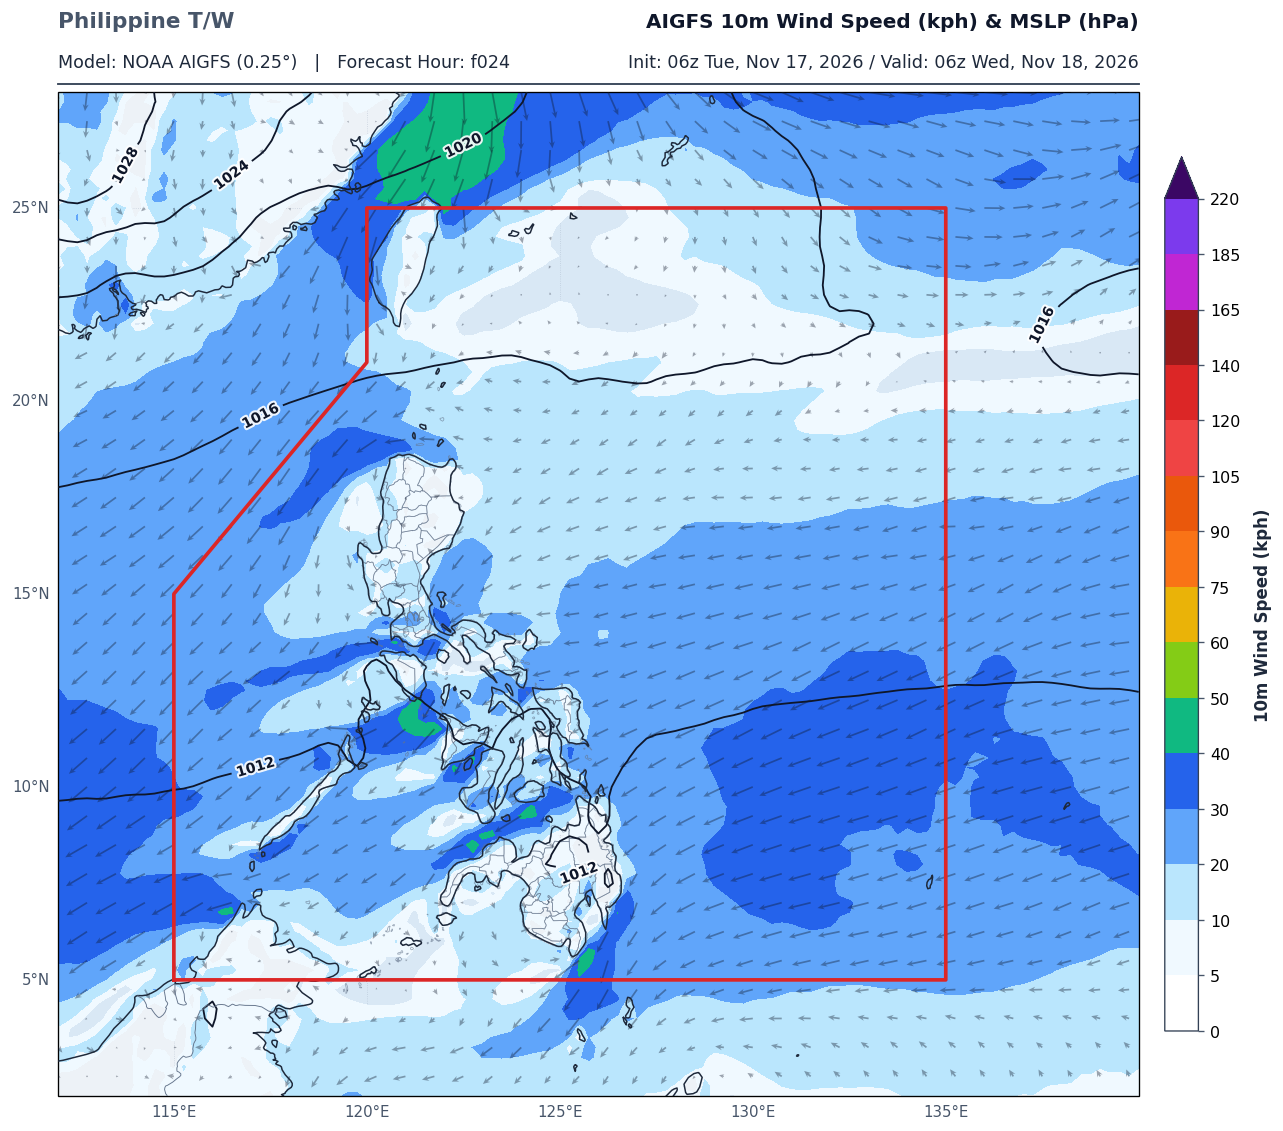 Philippine T/W
AIGFS 10m Wind Speed (kph) & MSLP (hPa)
Model: NOAA AIGFS (0.25°)   |   Forecast Hour: f024
Init: 06z Tue, Nov 17, 2026 / Valid: 06z Wed, Nov 18, 2026
1028
1024
1020
1016
1016
1012
1012
25°N
20°N
15°N
10°N
5°N
115°E
120°E
125°E
130°E
135°E
220
185
165
140
120
105
90
75
60
50
40
30
20
10
5
0
10m Wind Speed (kph)